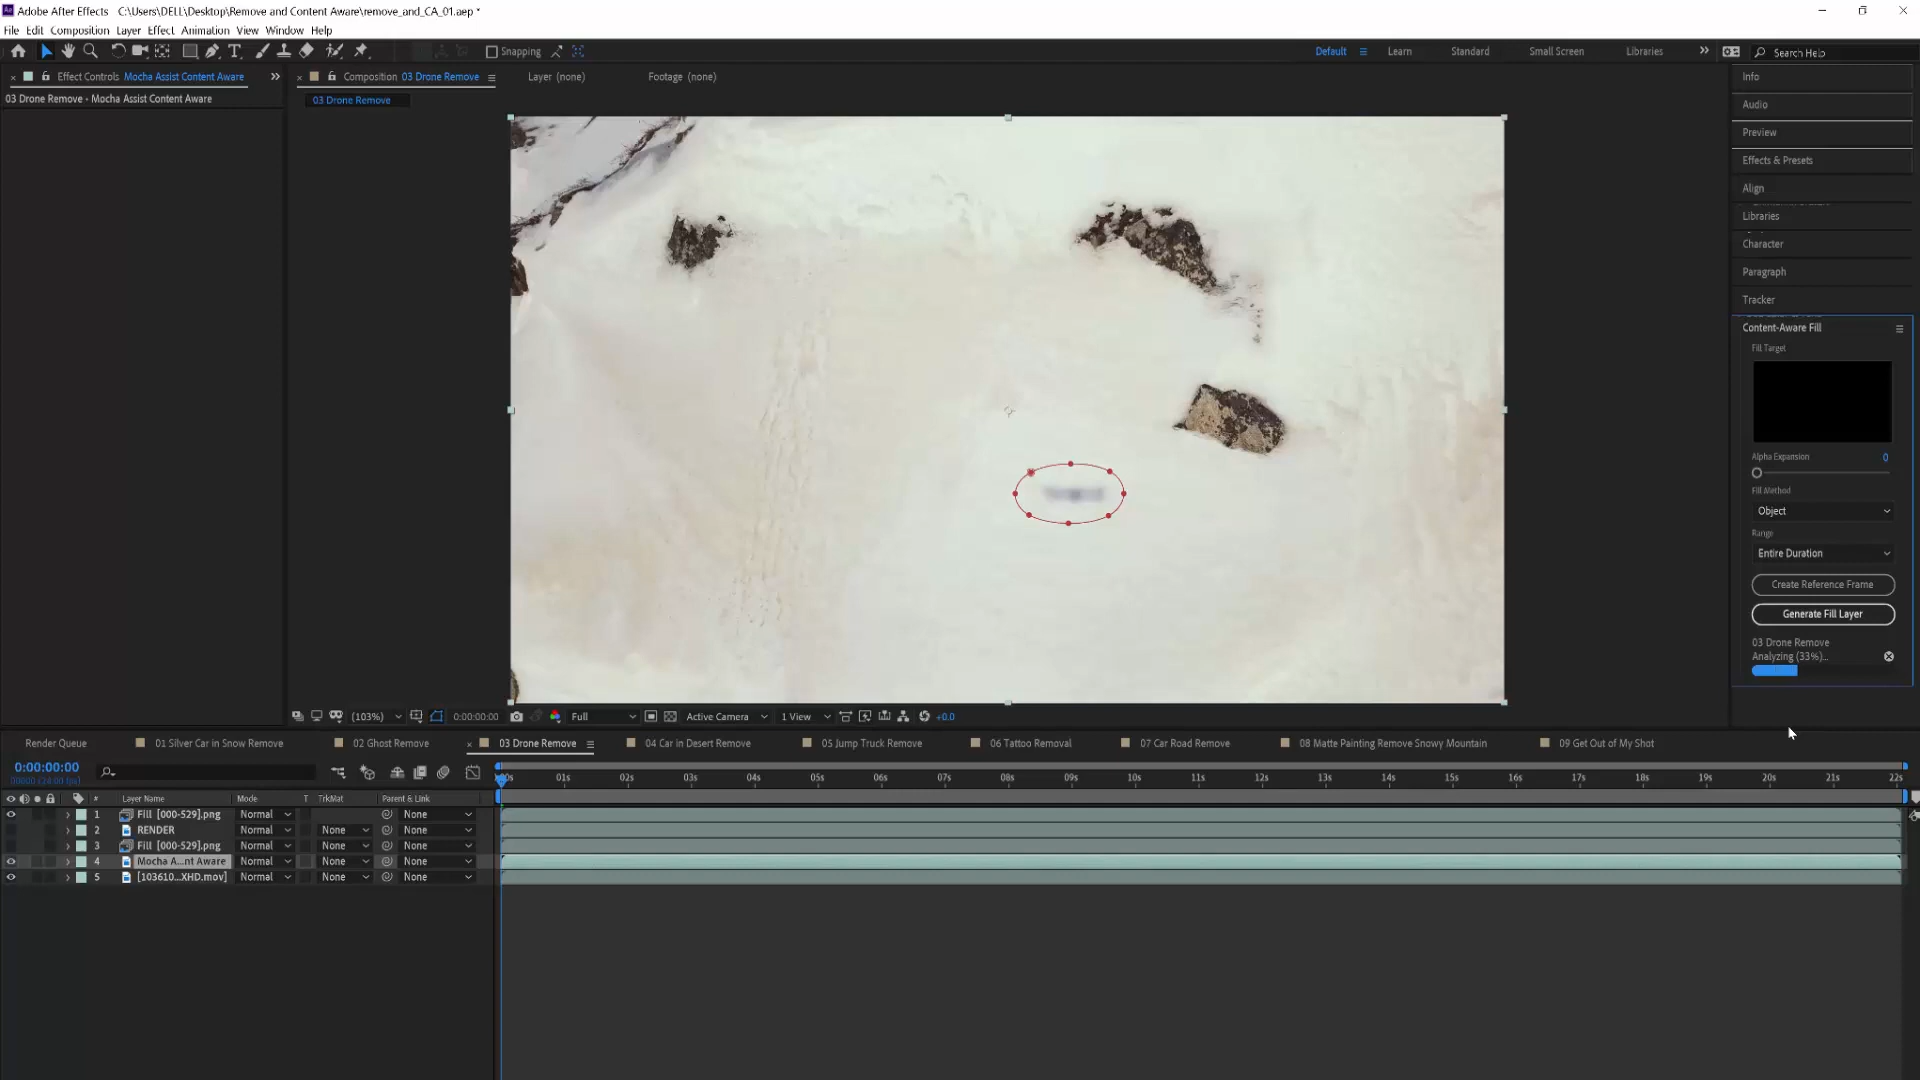 Adobe After Effects C:\Users\DELL\Desktop\Remove and Content Aware\remove_and_CA_01.aep *
File Edit Composition Layer Effect Animation View Window Help
Snapping
Default
Learn
Standard
Small Screen
Libraries
Search Help
Effect Controls Mocha Assist Content Aware
03 Drone Remove - Mocha Assist Content Aware
Composition 03 Drone Remove
Layer (none)
Footage (none)
03 Drone Remove
Info
Audio
Preview
Effects & Presets
Align
Libraries
Character
Paragraph
Tracker
Content-Aware Fill
Fill Target
Alpha Expansion 0
Fill Method
Object
Range
Entire Duration
Create Reference Frame
Generate Fill Layer
03 Drone Remove
Analyzing (33%)...
(103%) 0:00:00:00 Full Active Camera 1 View +0.0
Render Queue
01 Silver Car in Snow Remove
02 Ghost Remove
03 Drone Remove
04 Car in Desert Remove
05 Jump Truck Remove
06 Tattoo Removal
07 Car Road Remove
08 Matte Painting Remove Snowy Mountain
09 Get Out of My Shot
0:00:00:00
01s 02s 03s 04s 05s 06s 07s 08s 09s 10s 11s 12s 13s 14s 15s 16s 17s 18s 19s 20s 21s 22s
# Layer Name Mode T TrkMat Parent & Link
1 Fill [000-529].png Normal None
2 RENDER Normal None None
3 Fill [000-529].png Normal None None
4 Mocha A...nt Aware Normal None None
5 [103610...XHD.mov] Normal None None